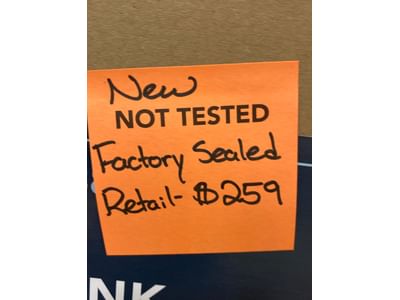 New
NOT TESTED
Factory Sealed
Retail- $259
NK